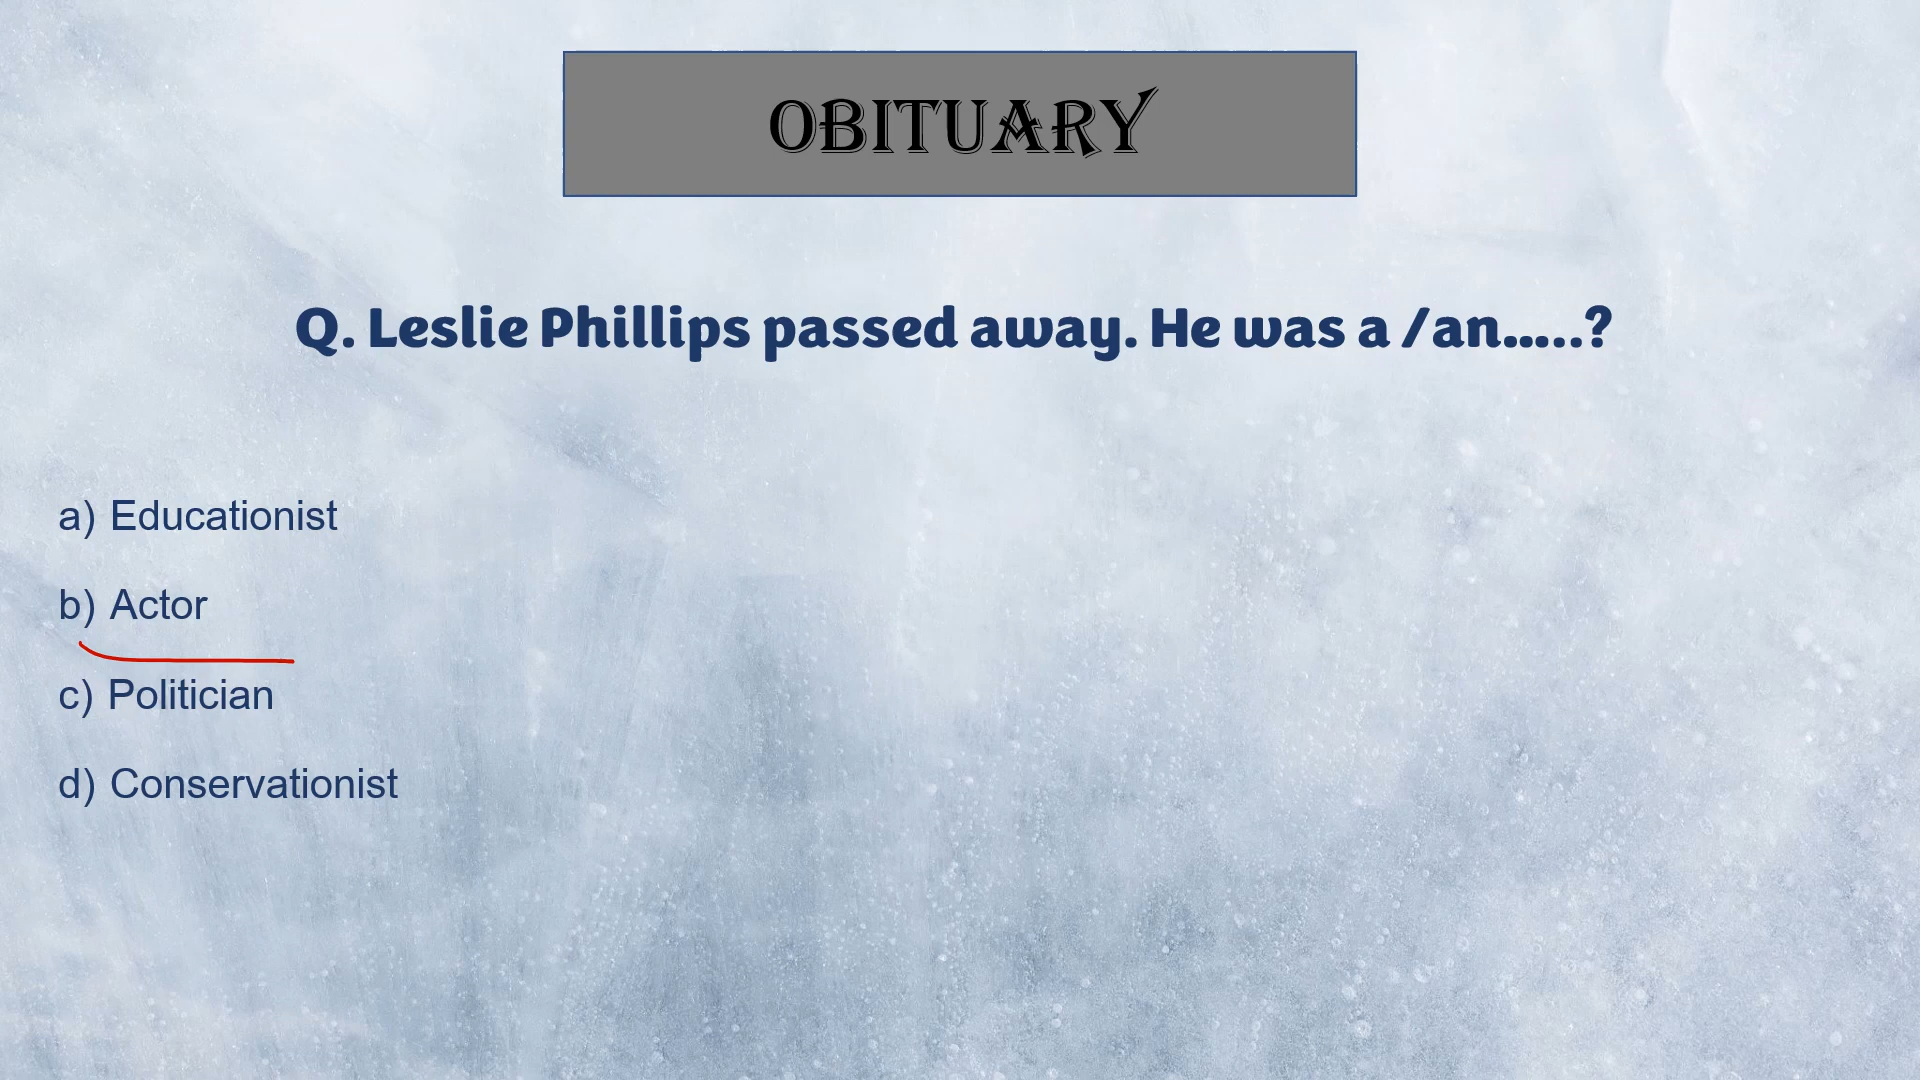 OBITUARY
Q. Leslie Phillips passed away. He was a /an.....?
a) Educationist
b) Actor
c) Politician
d) Conservationist